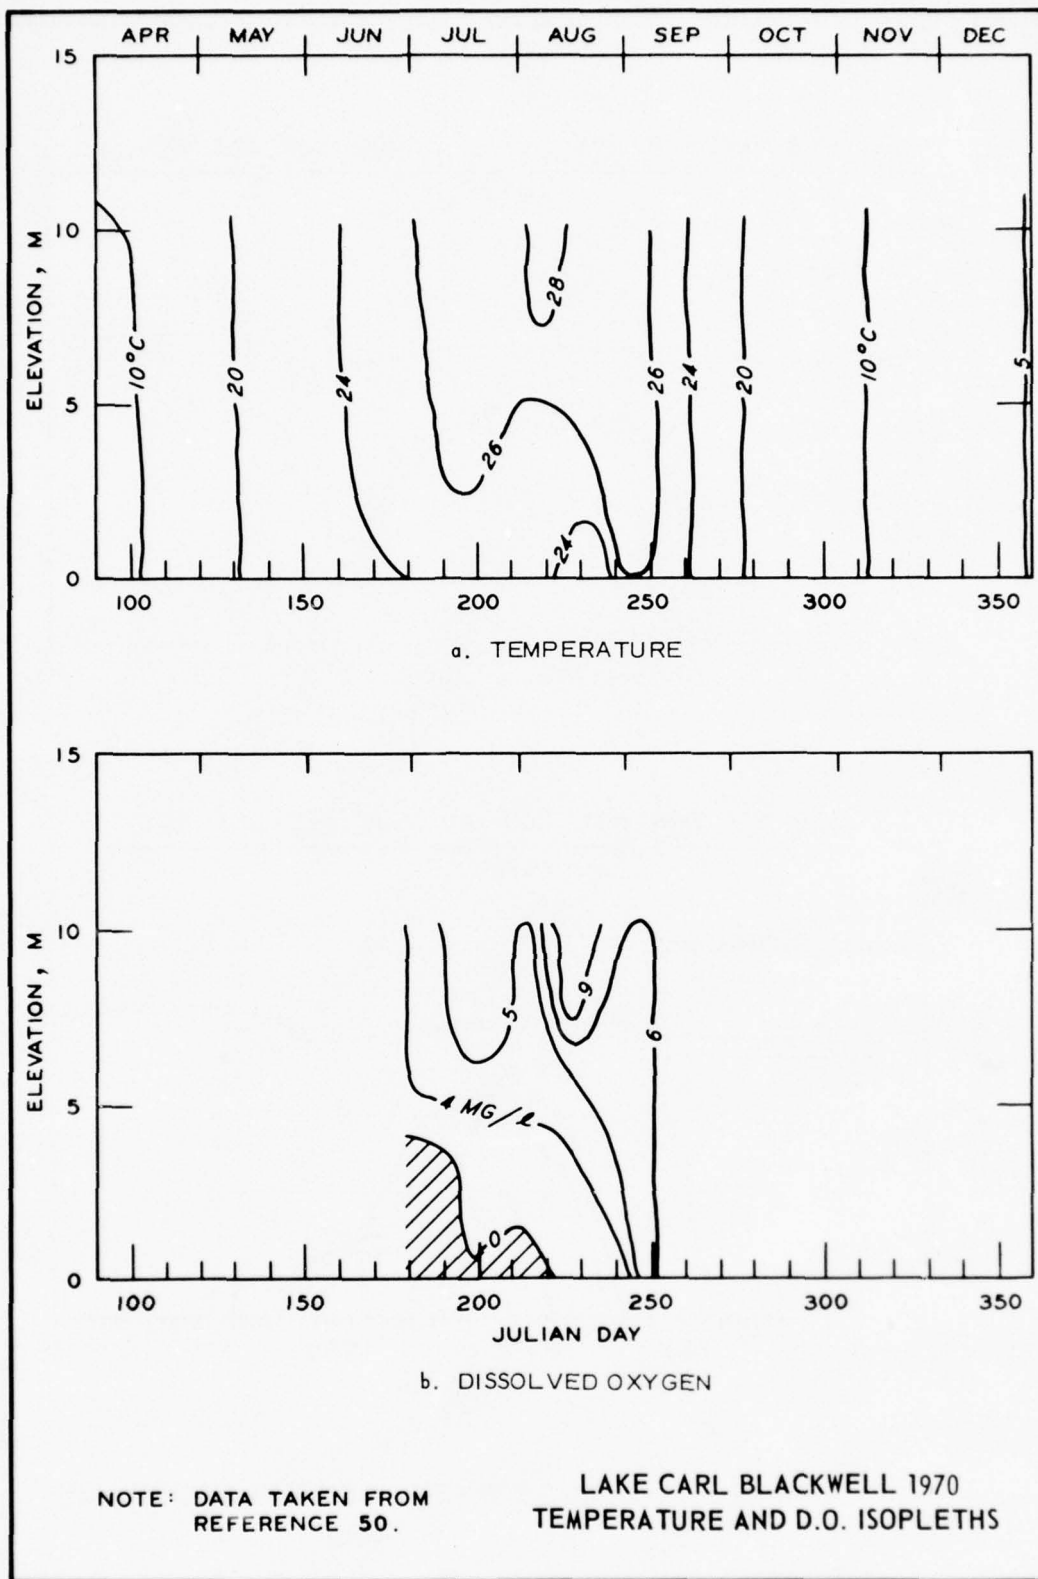 APR MAY JUN JUL AUG SEP OCT NOV DEC
15
10
5
0
ELEVATION, M
10°C
20
24
26
28
24
26
24
20
10°C
5
100 150 200 250 300 350
a. TEMPERATURE
15
10
5
0
ELEVATION, M
5
9
6
4 MG/l
0
100 150 200 250 300 350
JULIAN DAY
b. DISSOLVED OXYGEN
NOTE: DATA TAKEN FROM
REFERENCE 50.
LAKE CARL BLACKWELL 1970
TEMPERATURE AND D.O. ISOPLETHS